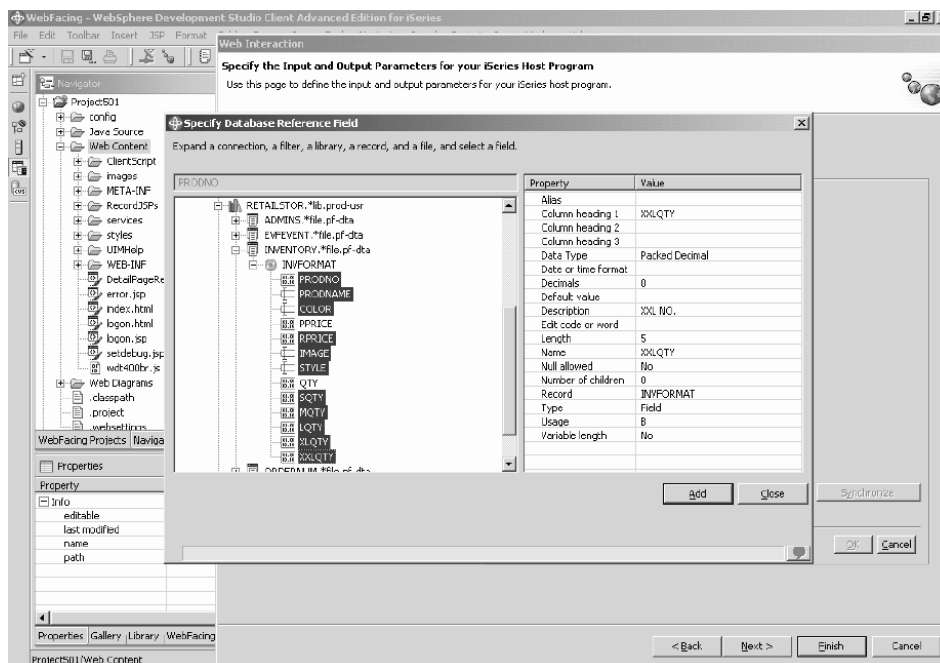 WebFacing - WebSphere Development Studio Client Advanced Edition for iSeries
File Edit Toolbar Insert JSP Format
Web Interaction
Specify the Input and Output Parameters for your iSeries Host Program
Use this page to define the input and output parameters for your iSeries host program.
Navigator
Project501
config
Java Source
Web Content
ClientScript
images
META-INF
RecordJSPs
services
styles
UIMHelp
WEB-INF
DetailPageRe
error.jsp
index.html
logon.html
logon.jsp
setdebug.jsp
wdt400br.js
Web Diagrams
.classpath
.project
.websettings
WebFacing Projects Naviga
Properties
Property
Info
editable
last modified
name
path
Properties Gallery Library WebFacing
Project501/Web Content
Specify Database Reference Field
Expand a connection, a filter, a library, a record, and a file, and select a field.
PRODNO
RETAILSTOR.*lib.prod-usr
ADMINS.*file.pf-dta
EVFEVENT.*file.pf-dta
INVENTORY.*file.pf-dta
INVFORMAT
PRODNO
PRODNAME
COLOR
PPRICE
RPRICE
IMAGE
STYLE
QTY
SQTY
MQTY
LQTY
XLQTY
XXLQTY
ORDERNUM.*file.pf-dta
Property Value
Alias
Column heading 1 XXLQTY
Column heading 2
Column heading 3
Data Type Packed Decimal
Date or time format
Decimals 0
Default value
Description XXL NO.
Edit code or word
Length 5
Name XXLQTY
Null allowed No
Number of children 0
Record INVFORMAT
Type Field
Usage B
Variable length No
Add Close
Synchronize
OK Cancel
< Back Next > Finish Cancel